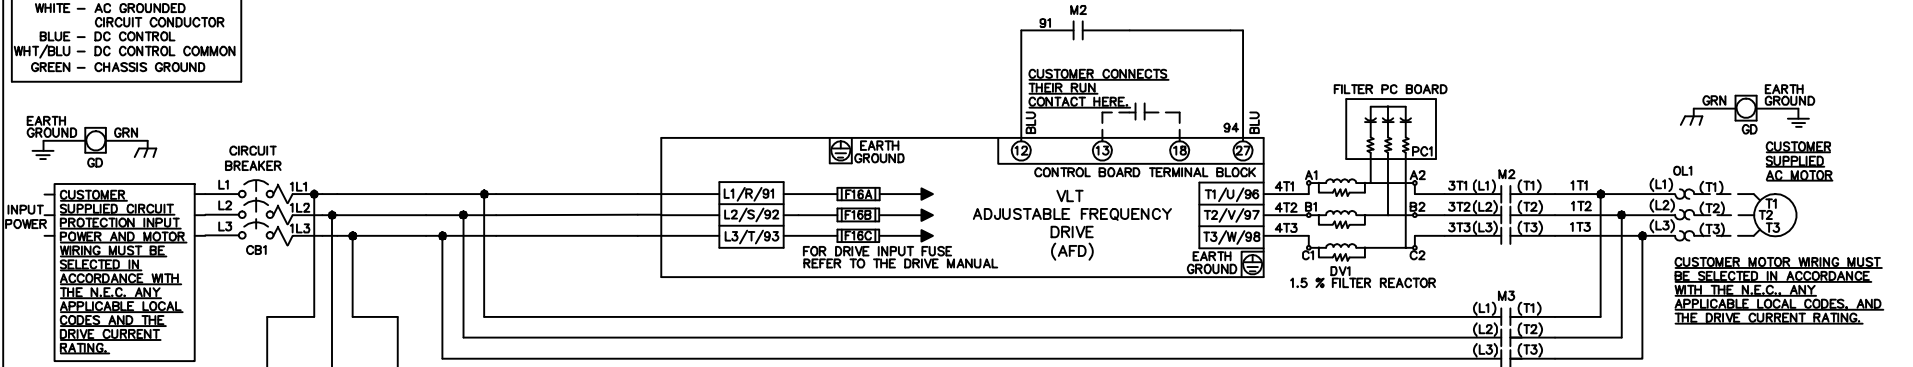 WHITE – AC GROUNDED
CIRCUIT CONDUCTOR
BLUE – DC CONTROL
WHT/BLU – DC CONTROL COMMON
GREEN – CHASSIS GROUND
EARTH
GROUND
GRN
GD
INPUT
POWER
CUSTOMER
SUPPLIED CIRCUIT
PROTECTION INPUT
POWER AND MOTOR
WIRING MUST BE
SELECTED IN
ACCORDANCE WITH
THE N.E.C. ANY
APPLICABLE LOCAL
CODES AND THE
DRIVE CURRENT
RATING.
CIRCUIT
BREAKER
L1 1L1
L2 1L2
L3 1L3
CB1
L1/R/91
L2/S/92
L3/T/93
EARTH
GROUND
F16A
F16B
F16C
FOR DRIVE INPUT FUSE
REFER TO THE DRIVE MANUAL
91
M2
CUSTOMER CONNECTS
THEIR RUN
CONTACT HERE.
BLU
94
BLU
12 13 18 27
CONTROL BOARD TERMINAL BLOCK
VLT
ADJUSTABLE FREQUENCY
DRIVE
(AFD)
T1/U/96
T2/V/97
T3/W/98
EARTH
GROUND
4T1
4T2
4T3
FILTER PC BOARD
PC1
A1 A2
B1 B2
C1 C2
DV1
1.5 % FILTER REACTOR
M2
3T1 (L1) (T1) 1T1
3T2 (L2) (T2) 1T2
3T3 (L3) (T3) 1T3
M3
(L1) (T1)
(L2) (T2)
(L3) (T3)
OL1
(L1) (T1)
(L2) (T2)
(L3) (T3)
T1
T2
T3
GRN
EARTH
GROUND
GD
CUSTOMER
SUPPLIED
AC MOTOR
CUSTOMER MOTOR WIRING MUST
BE SELECTED IN ACCORDANCE
WITH THE N.E.C., ANY
APPLICABLE LOCAL CODES, AND
THE DRIVE CURRENT RATING.